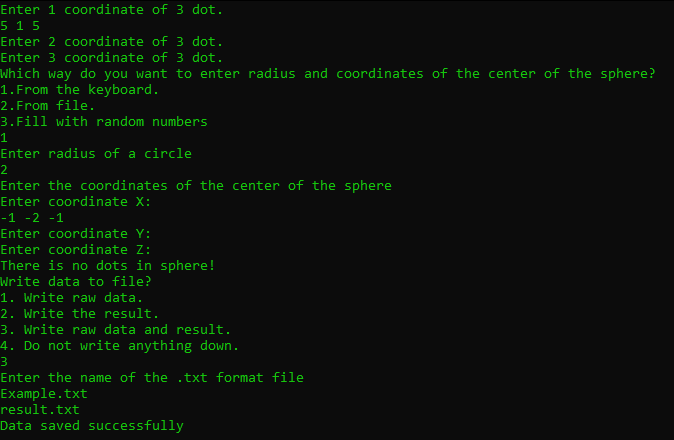 Enter 1 coordinate of 3 dot.
5 1 5
Enter 2 coordinate of 3 dot.
Enter 3 coordinate of 3 dot.
Which way do you want to enter radius and coordinates of the center of the sphere?
1.From the keyboard.
2.From file.
3.Fill with random numbers
1
Enter radius of a circle
2
Enter the coordinates of the center of the sphere
Enter coordinate X:
-1 -2 -1
Enter coordinate Y:
Enter coordinate Z:
There is no dots in sphere!
Write data to file?
1. Write raw data.
2. Write the result.
3. Write raw data and result.
4. Do not write anything down.
3
Enter the name of the .txt format file
Example.txt
result.txt
Data saved successfully